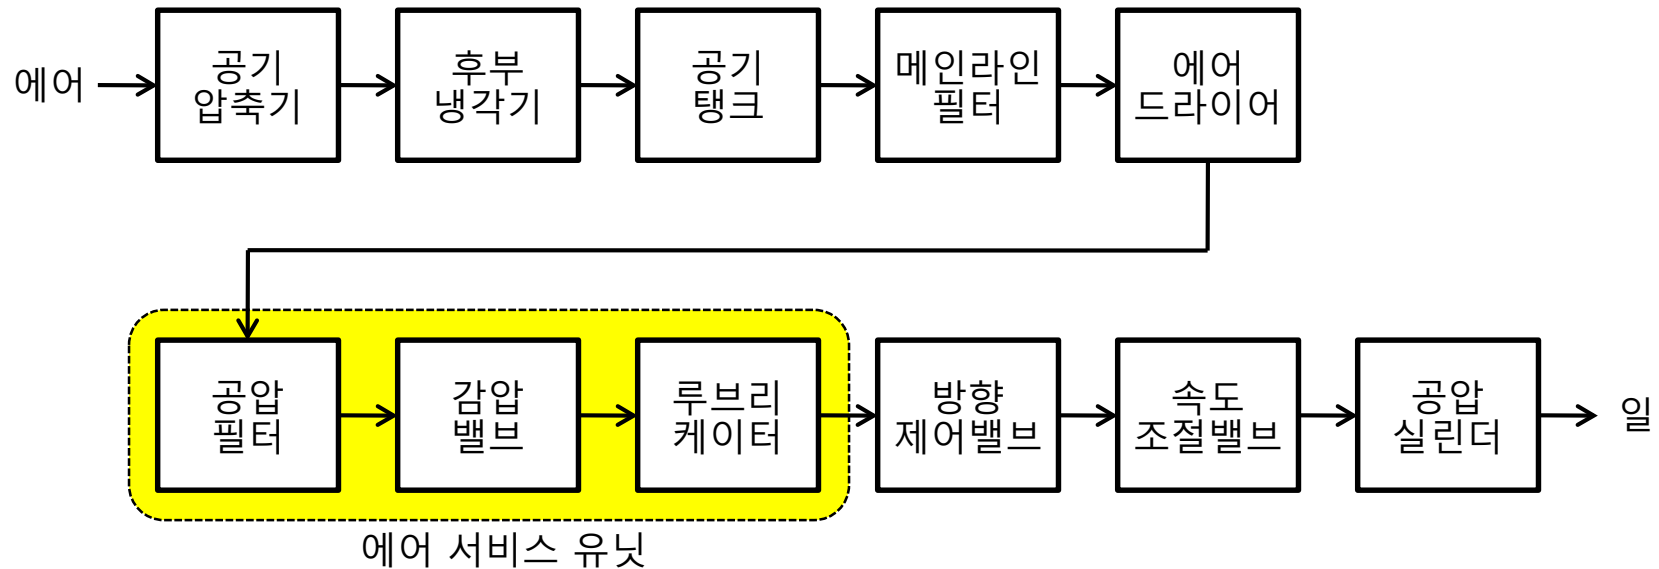 에어
공기
압축기
후부
냉각기
공기
탱크
메인라인
필터
에어
드라이어
공압
필터
감압
밸브
루브리
케이터
방향
제어밸브
속도
조절밸브
공압
실린더
일
에어 서비스 유닛